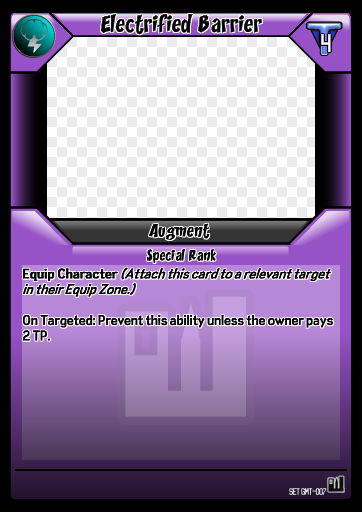 Electrified Barrier
4
Augment
Special Rank
Equip Character (Attach this card to a relevant target
in their Equip Zone.)
On Targeted: Prevent this ability unless the owner pays
2 TP.
SET GMT-007